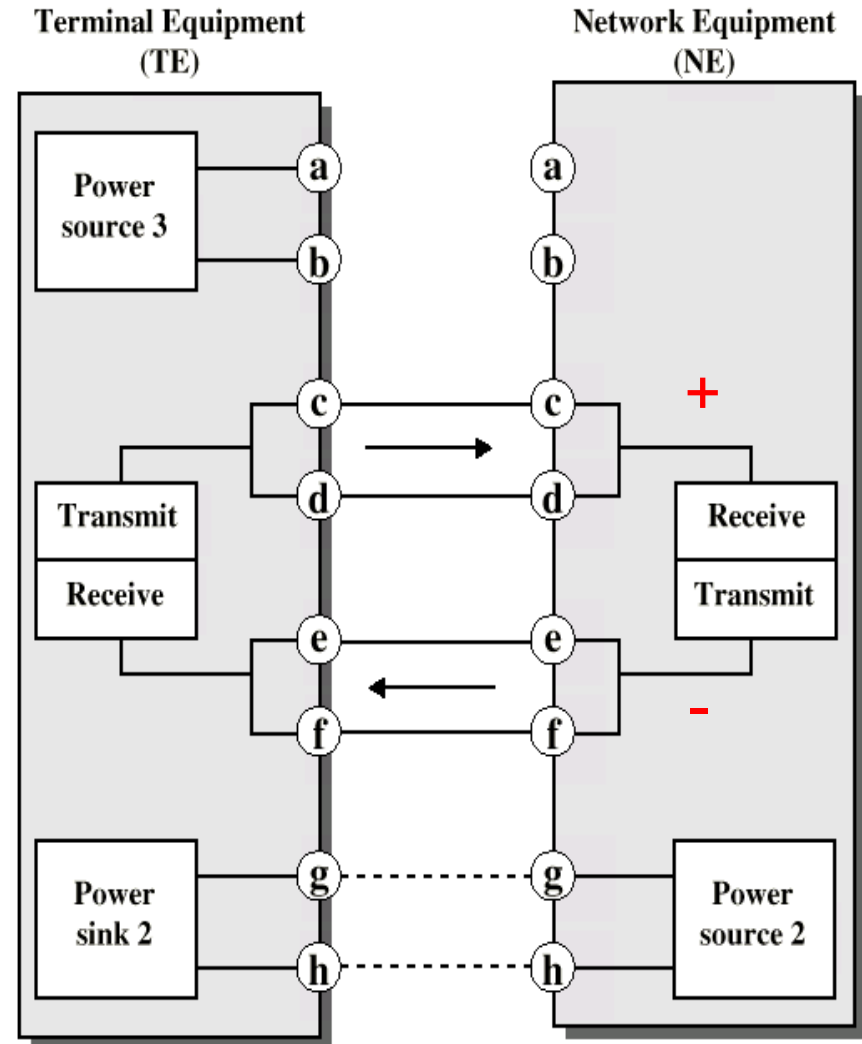 Terminal Equipment
(TE)
Network Equipment
(NE)
Power
source 3
a
b
a
b
c
d
c
d
+
Transmit
Receive
Receive
Transmit
e
f
e
f
-
Power
sink 2
g
h
g
h
Power
source 2